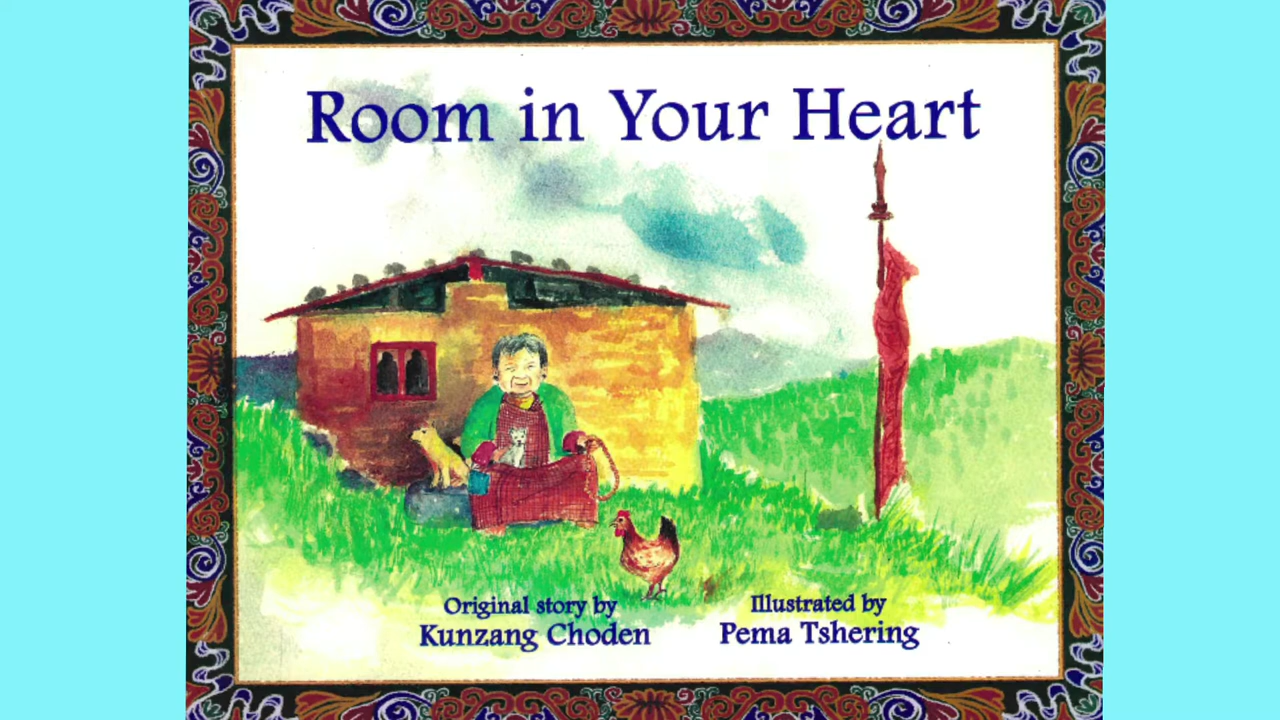 Room in Your Heart
Original story by
Kunzang Choden
Illustrated by
Pema Tshering